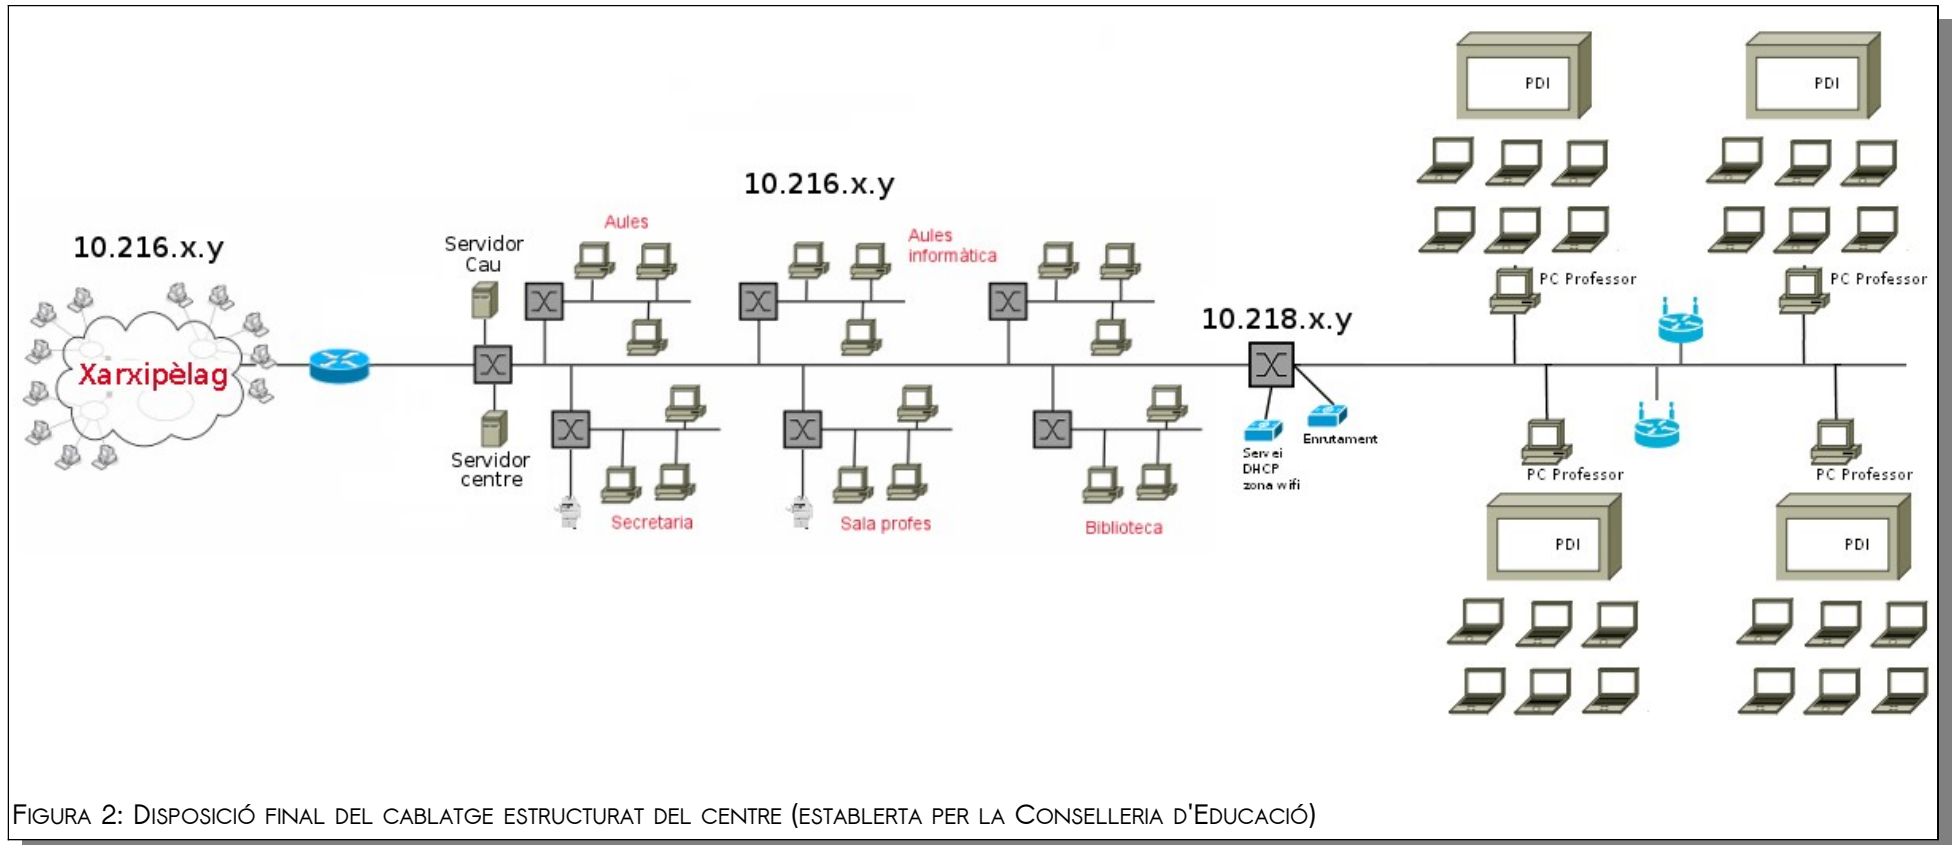 PDI
PDI
10.216.x.y
Aules
10.216.x.y
Servidor
Cau
Aules
informàtica
PC Professor
PC Professor
10.218.x.y
Xarxipèlag
Servidor
centre
Enrutament
Servei
DHCP
zona wifi
PC Professor
PC Professor
Secretaria
Sala profes
Biblioteca
PDI
PDI
Figura 2: Disposició final del cablatge estructurat del centre (establerta per la Conselleria d'Educació)